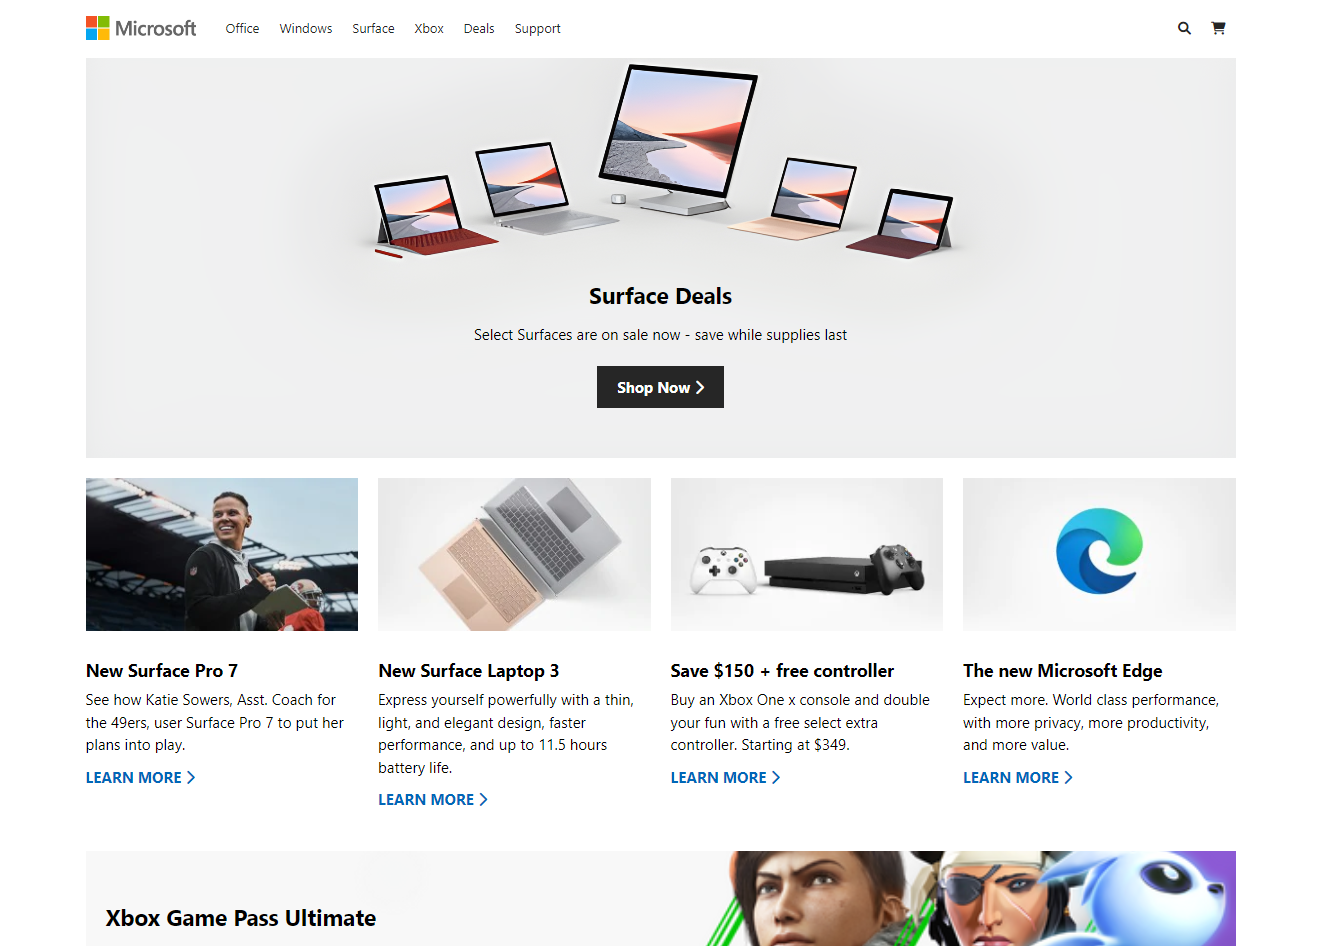 Microsoft Office Windows Surface Xbox Deals Support
Surface Deals
Select Surfaces are on sale now - save while supplies last
Shop Now
New Surface Pro 7
See how Katie Sowers, Asst. Coach for
the 49ers, user Surface Pro 7 to put her
plans into play.
LEARN MORE
New Surface Laptop 3
Express yourself powerfully with a thin,
light, and elegant design, faster
performance, and up to 11.5 hours
battery life.
LEARN MORE
Save $150 + free controller
Buy an Xbox One x console and double
your fun with a free select extra
controller. Starting at $349.
LEARN MORE
The new Microsoft Edge
Expect more. World class performance,
with more privacy, more productivity,
and more value.
LEARN MORE
Xbox Game Pass Ultimate